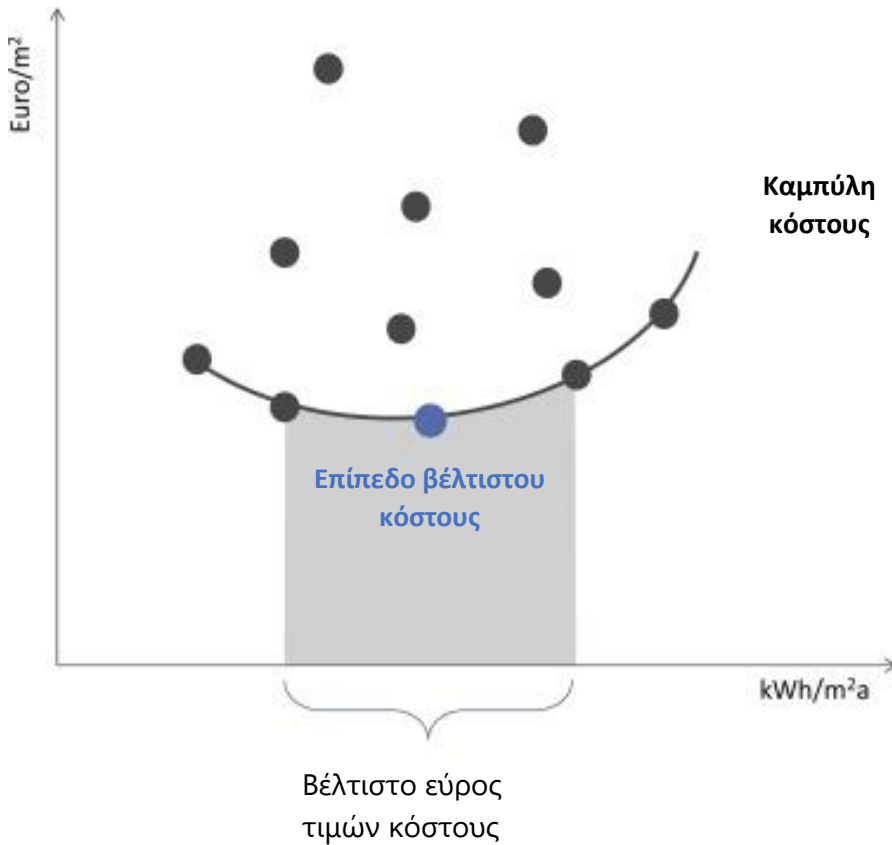 Euro/m²
Καμπύλη
κόστους
Επίπεδο βέλτιστου
κόστους
kWh/m²a
Βέλτιστο εύρος
τιμών κόστους